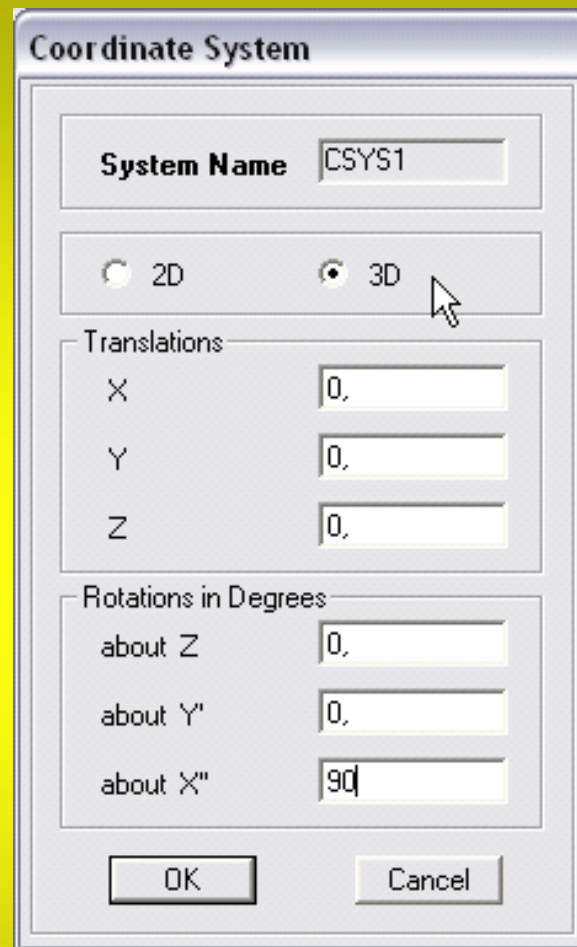 Coordinate System
System Name CSYS1
2D 3D
Translations
X 0,
Y 0,
Z 0,
Rotations in Degrees
about Z 0,
about Y' 0,
about X" 90
OK Cancel